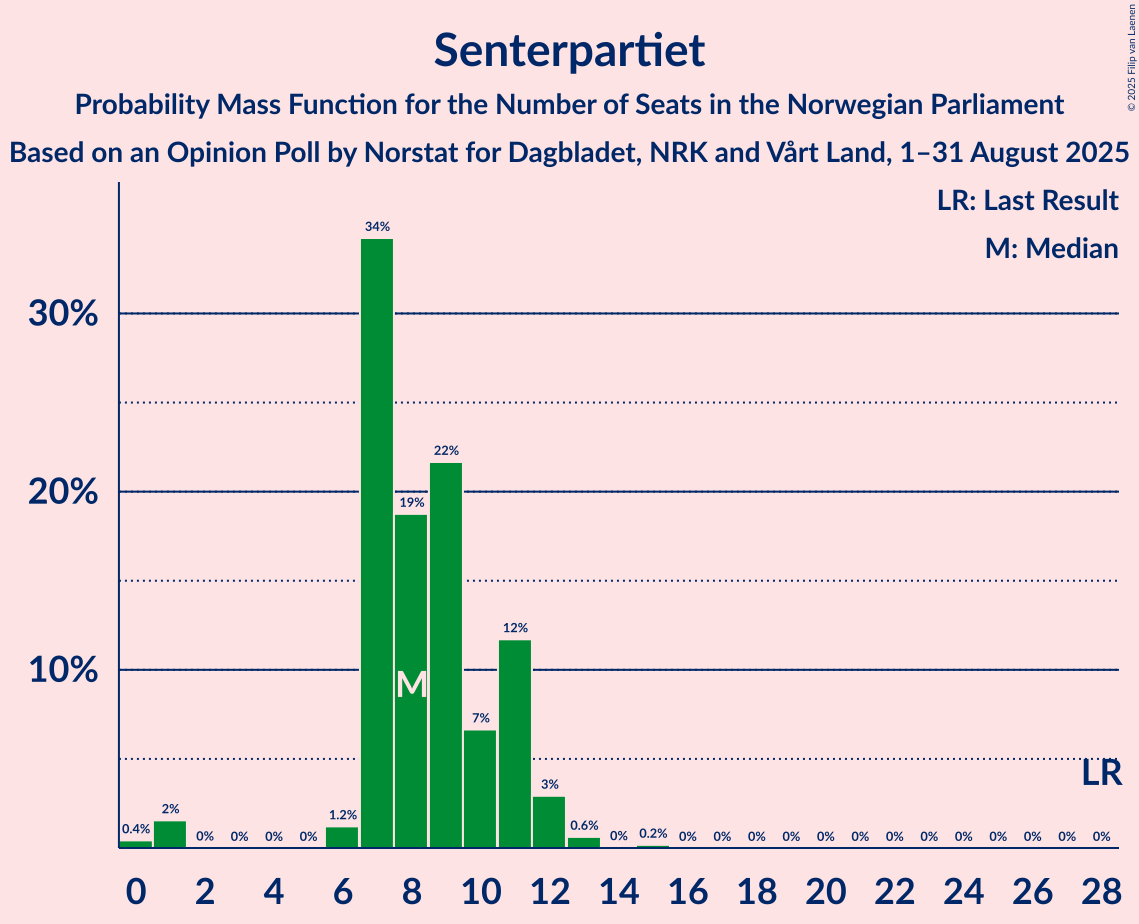 Senterpartiet
Probability Mass Function for the Number of Seats in the Norwegian Parliament
Based on an Opinion Poll by Norstat for Dagbladet, NRK and Vårt Land, 1–31 August 2025
© 2025 Filip van Laenen
LR: Last Result
M: Median
34%
30%
22%
20%
19%
12%
10%
M
7%
LR
3%
2%
1.2%
0.6%
0.4%
0% 0% 0% 0% 0% 0.2% 0% 0% 0% 0% 0% 0% 0% 0% 0% 0% 0% 0% 0%
0 2 4 6 8 10 12 14 16 18 20 22 24 26 28